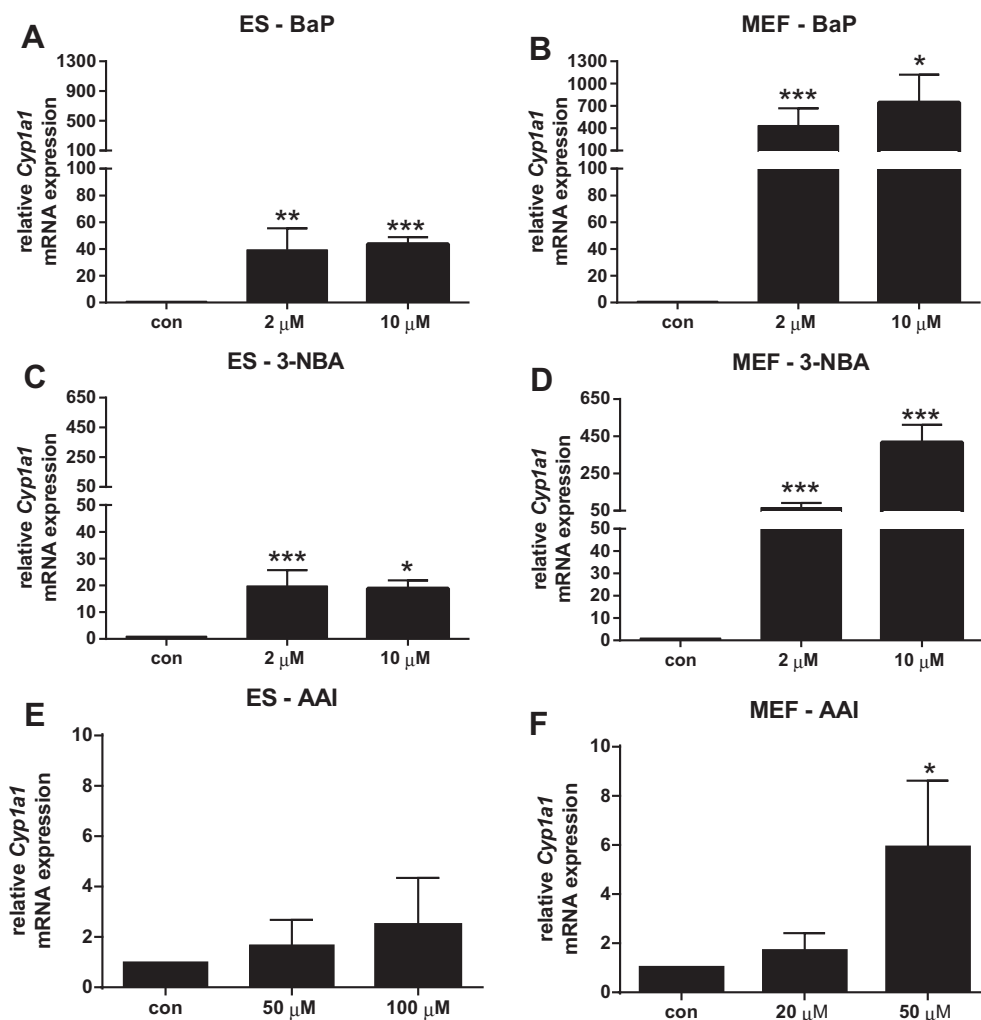 A
ES - BaP
relative Cyp1a1
mRNA expression
1300
900
500
100
100
80
60
40
20
0
**
***
con
2 μM
10 μM
B
MEF - BaP
relative Cyp1a1
mRNA expression
1300
1000
700
400
100
100
80
60
40
20
0
***
*
con
2 μM
10 μM
C
ES - 3-NBA
relative Cyp1a1
mRNA expression
650
450
250
50
50
40
30
20
10
0
***
*
con
2 μM
10 μM
D
MEF - 3-NBA
relative Cyp1a1
mRNA expression
650
450
250
50
50
40
30
20
10
0
***
***
con
2 μM
10 μM
E
ES - AAI
relative Cyp1a1
mRNA expression
10
8
6
4
2
0
con
50 μM
100 μM
F
MEF - AAI
relative Cyp1a1
mRNA expression
10
8
6
4
2
0
*
con
20 μM
50 μM